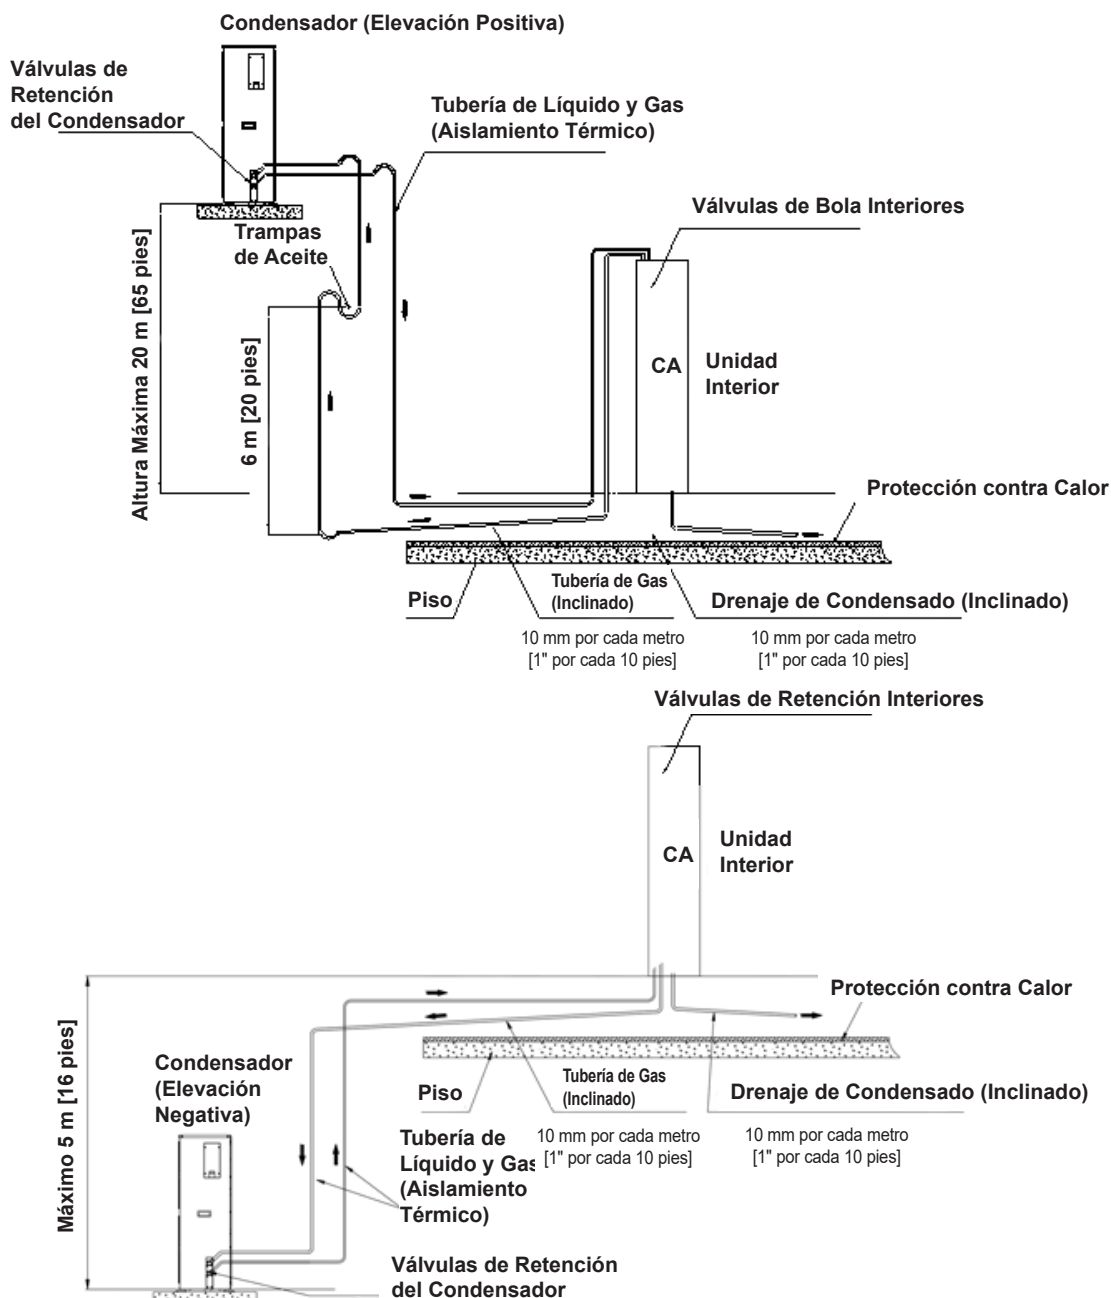 Condensador (Elevación Positiva)
Válvulas de
Retención
del Condensador
Tubería de Líquido y Gas
(Aislamiento Térmico)
Válvulas de Bola Interiores
Trampas
de Aceite
Altura Máxima 20 m [65 pies]
6 m [20 pies]
CA
Unidad
Interior
Protección contra Calor
Piso
Tubería de Gas
(Inclinado)
10 mm por cada metro
[1" por cada 10 pies]
Drenaje de Condensado (Inclinado)
10 mm por cada metro
[1" por cada 10 pies]
Válvulas de Retención Interiores
CA
Unidad
Interior
Protección contra Calor
Máximo 5 m [16 pies]
Condensador
(Elevación
Negativa)
Piso
Tubería de Gas
(Inclinado)
10 mm por cada metro
[1" por cada 10 pies]
Drenaje de Condensado (Inclinado)
10 mm por cada metro
[1" por cada 10 pies]
Tubería de
Líquido y Gas
(Aislamiento
Térmico)
Válvulas de Retención
del Condensador